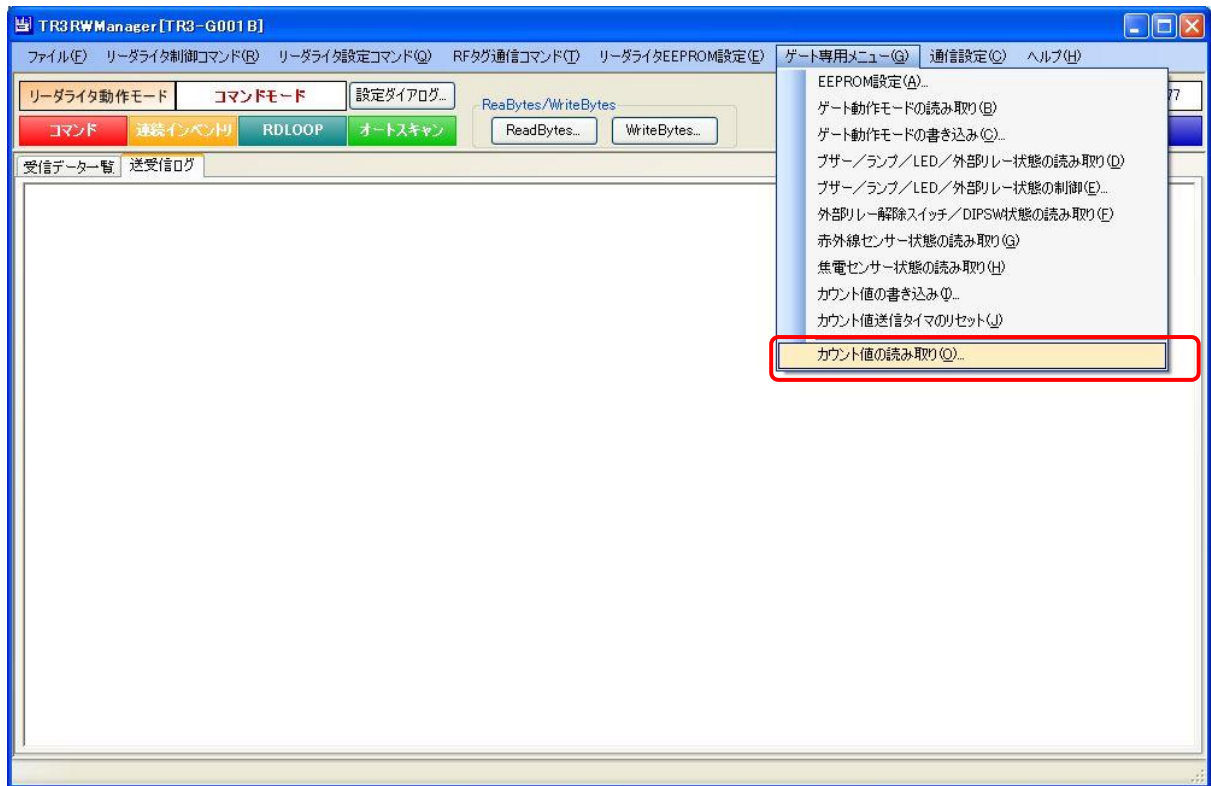 TR3RWManager[TR3-G001B]
ファイル(F) リーダライタ制御コマンド(R) リーダライタ設定コマンド(Q) RFタグ通信コマンド(T) リーダライタEEPROM設定(E) ゲート専用メニュー(G) 通信設定(C) ヘルプ(H)
リーダライタ動作モード コマンドモード 設定ダイアログ...
ReaBytes/WriteBytes
コマンド 連続インベントリ RDLOOP オートスキャン ReadBytes... WriteBytes...
77
受信データ一覧 送受信ログ
EEPROM設定(A)...
ゲート動作モードの読み取り(B)
ゲート動作モードの書き込み(C)...
ブザー／ランプ／LED／外部リレー状態の読み取り(D)
ブザー／ランプ／LED／外部リレー状態の制御(E)...
外部リレー解除スイッチ／DIPSW状態の読み取り(F)
赤外線センサー状態の読み取り(G)
焦電センサー状態の読み取り(H)
カウント値の書き込み(I)...
カウント値送信タイマのリセット(J)
カウント値の読み取り(O)...